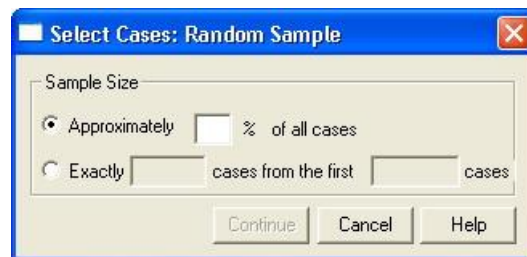 Select Cases: Random Sample
Sample Size
Approximately % of all cases
Exactly cases from the first cases
Continue Cancel Help